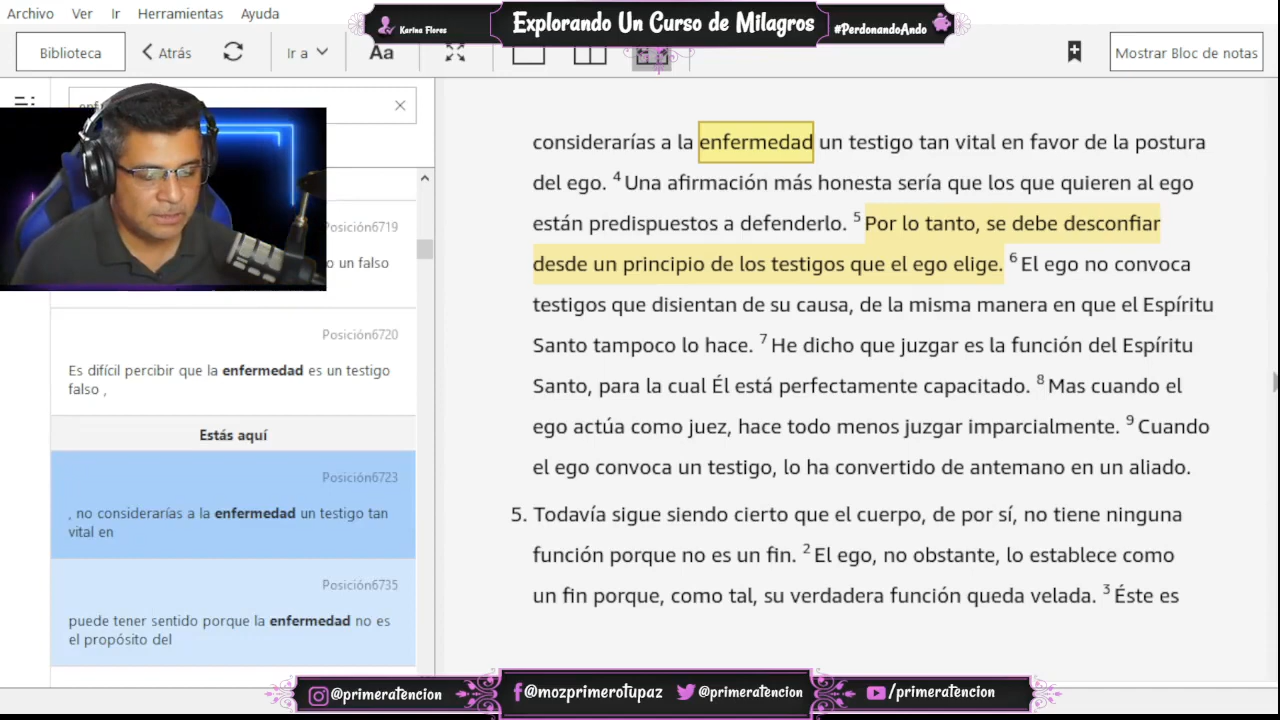 Archivo Ver Ir Herramientas Ayuda
Karina Flores
Explorando Un Curso de Milagros
#PerdonandoAndo
Biblioteca
Atrás
Ir a
Aa
Mostrar Bloc de notas
Posición6719
o un falso
Posición6720
Es difícil percibir que la enfermedad es un testigo
falso ,
Estás aquí
Posición6723
, no considerarías a la enfermedad un testigo tan
vital en
Posición6735
puede tener sentido porque la enfermedad no es
el propósito del
considerarías a la enfermedad un testigo tan vital en favor de la postura
del ego. 4 Una afirmación más honesta sería que los que quieren al ego
están predispuestos a defenderlo. 5 Por lo tanto, se debe desconfiar
desde un principio de los testigos que el ego elige. 6 El ego no convoca
testigos que disientan de su causa, de la misma manera en que el Espíritu
Santo tampoco lo hace. 7 He dicho que juzgar es la función del Espíritu
Santo, para la cual Él está perfectamente capacitado. 8 Mas cuando el
ego actúa como juez, hace todo menos juzgar imparcialmente. 9 Cuando
el ego convoca un testigo, lo ha convertido de antemano en un aliado.
5. Todavía sigue siendo cierto que el cuerpo, de por sí, no tiene ninguna
función porque no es un fin. 2 El ego, no obstante, lo establece como
un fin porque, como tal, su verdadera función queda velada. 3 Éste es
@primeratencion
@mozprimerotupaz
@primeratencion
/primeratencion